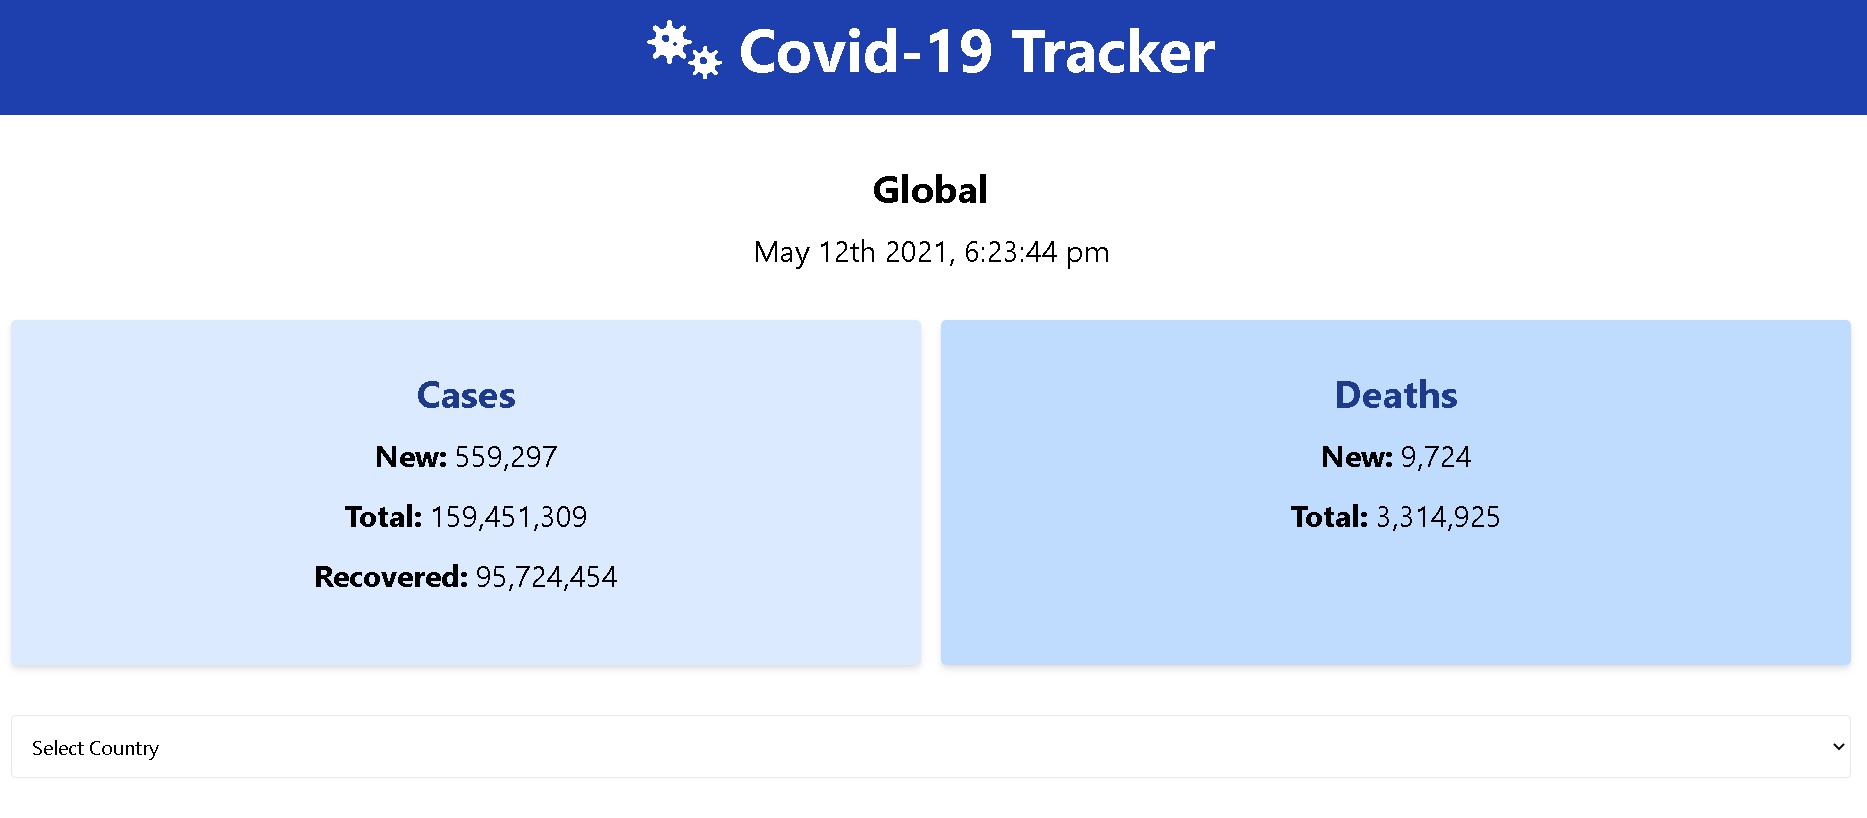 Covid-19 Tracker
Global
May 12th 2021, 6:23:44 pm
Cases
New: 559,297
Total: 159,451,309
Recovered: 95,724,454
Deaths
New: 9,724
Total: 3,314,925
Select Country